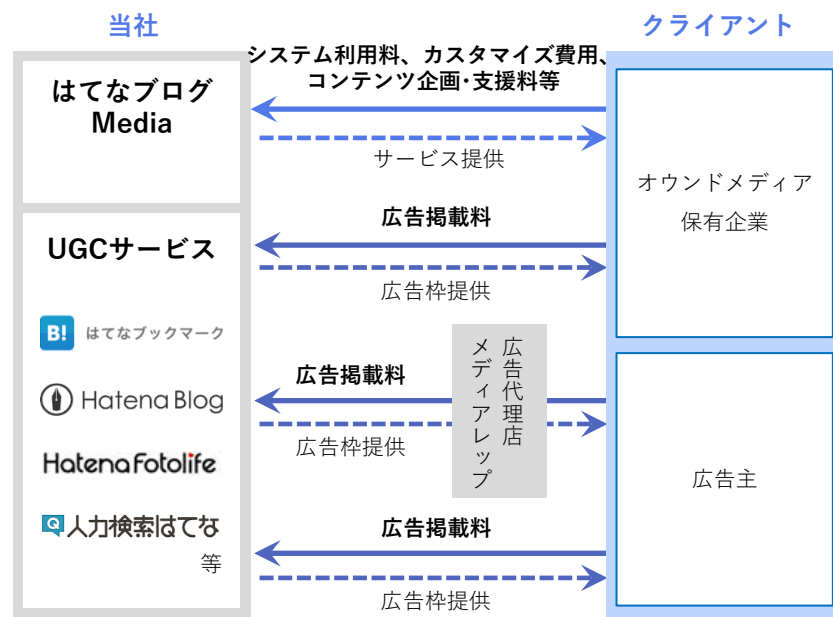 当社
クライアント
システム利用料、カスタマイズ費用、
コンテンツ企画･支援料等
はてなブログ
Media
サービス提供
オウンドメディア
保有企業
UGCサービス
広告掲載料
広告枠提供
B! はてなブックマーク
Hatena Blog
Hatena Fotolife
Q 人力検索はてな
等
広告掲載料
広告枠提供
広告代理店
メディアレップ
広告主
広告掲載料
広告枠提供